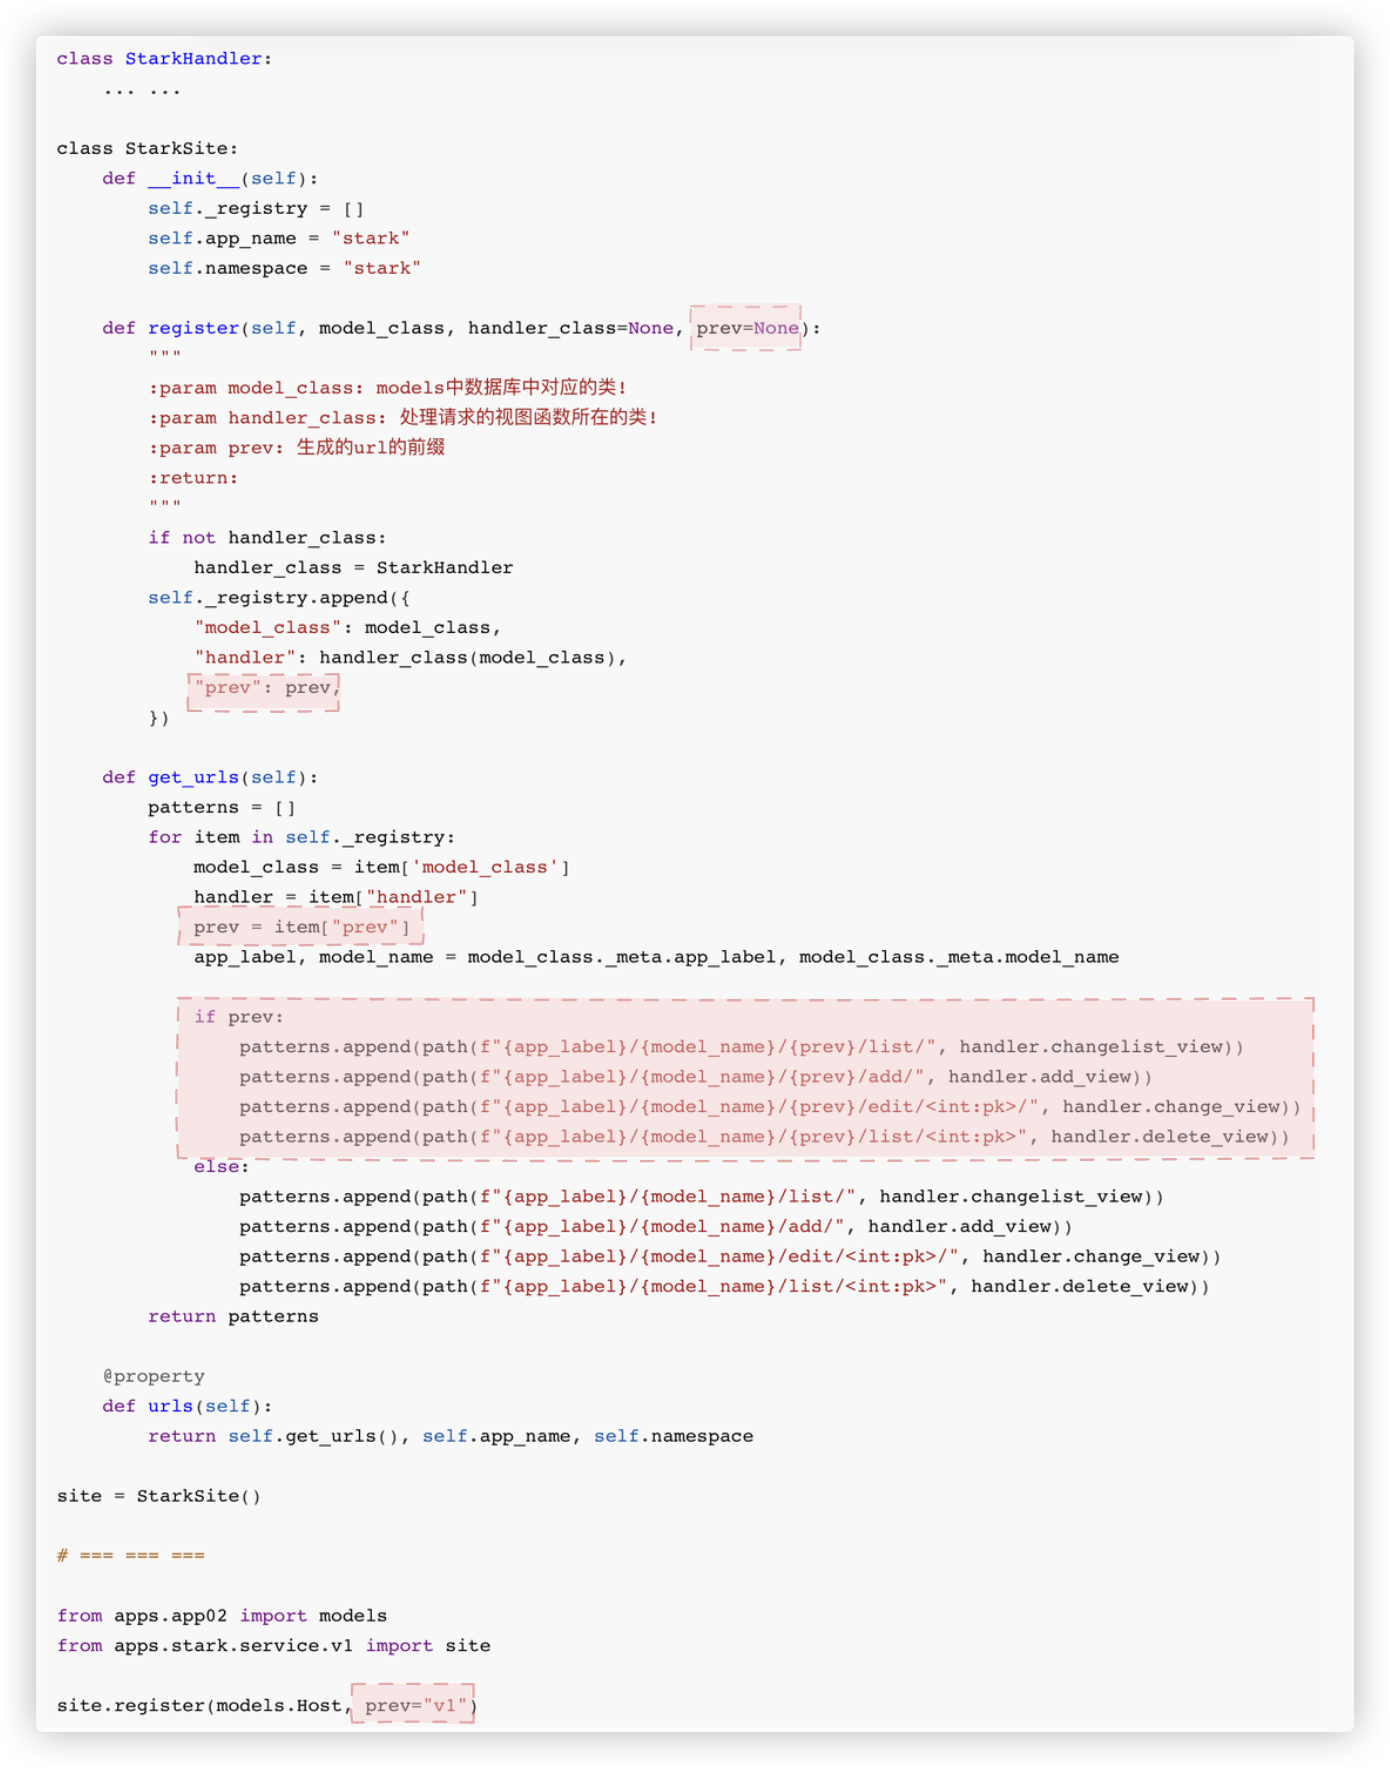 class StarkHandler:
    ... ...
class StarkSite:
    def __init__(self):
        self._registry = []
        self.app_name = "stark"
        self.namespace = "stark"
    def register(self, model_class, handler_class=None, prev=None):
        """
        :param model_class: models中数据库中对应的类!
        :param handler_class: 处理请求的视图函数所在的类!
        :param prev: 生成的url的前缀
        :return:
        """
        if not handler_class:
            handler_class = StarkHandler
        self._registry.append({
            "model_class": model_class,
            "handler": handler_class(model_class),
            "prev": prev,
        })
    def get_urls(self):
        patterns = []
        for item in self._registry:
            model_class = item['model_class']
            handler = item["handler"]
            prev = item["prev"]
            app_label, model_name = model_class._meta.app_label, model_class._meta.model_name
            if prev:
                patterns.append(path(f"{app_label}/{model_name}/{prev}/list/", handler.changelist_view))
                patterns.append(path(f"{app_label}/{model_name}/{prev}/add/", handler.add_view))
                patterns.append(path(f"{app_label}/{model_name}/{prev}/edit/<int:pk>/", handler.change_view))
                patterns.append(path(f"{app_label}/{model_name}/{prev}/list/<int:pk>", handler.delete_view))
            else:
                patterns.append(path(f"{app_label}/{model_name}/list/", handler.changelist_view))
                patterns.append(path(f"{app_label}/{model_name}/add/", handler.add_view))
                patterns.append(path(f"{app_label}/{model_name}/edit/<int:pk>/", handler.change_view))
                patterns.append(path(f"{app_label}/{model_name}/list/<int:pk>", handler.delete_view))
        return patterns
    @property
    def urls(self):
        return self.get_urls(), self.app_name, self.namespace
site = StarkSite()
# === === ===
from apps.app02 import models
from apps.stark.service.v1 import site
site.register(models.Host, prev="v1")